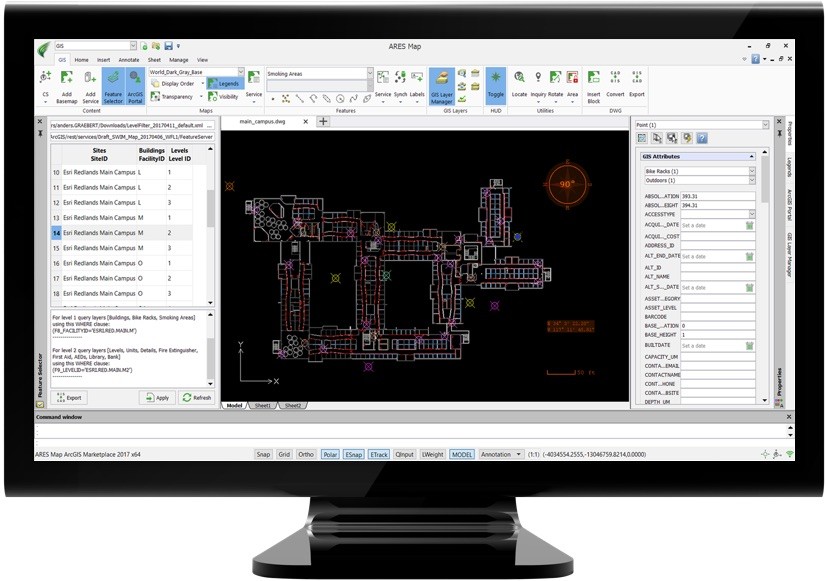 GIS
ARES Map
GIS Home Insert Annotate Sheet Manage View
World_Dark_Gray_Base
Smoking Areas
Display Order Legends
Transparency Visibility
CS Add Basemap Add Service Feature Selector ArcGIS Portal Service
Service Synch Labels GIS Layer Manager Toggle Locate Inquiry Rotate Area Insert Block Convert Export
Content Maps Features GIS Layers HUD Utilities DWG
rs/anders.GRAEBERT/Downloads/LevelFilter_20170411_default.xml ...
ArcGIS/rest/services/Draft_SWIM_Map_20170406_WFL1/FeatureServer
main_campus.dwg
Sites Buildings Levels
SiteID FacilityID Level ID
10 Esri Redlands Main Campus L 1
11 Esri Redlands Main Campus L 2
12 Esri Redlands Main Campus L 3
13 Esri Redlands Main Campus M 1
14 Esri Redlands Main Campus M 2
15 Esri Redlands Main Campus M 3
16 Esri Redlands Main Campus O 1
17 Esri Redlands Main Campus O 2
18 Esri Redlands Main Campus O 3
For level 1 query layers [Buildings, Bike Racks, Smoking Areas]
using this WHERE clause:
(F8_FACILITYID='ESRI.RED.MAIN.M')
---------------
For level 2 query layers [Levels, Units, Details, Fire Extinguisher,
First Aid, AEDs, Library, Bank]
using this WHERE clause:
(F9_LEVELID='ESRI.RED.MAIN.M2')
---------------
Export Apply Refresh
Feature Selector
90°
N
Y
X
50 ft
Model Sheet1 Sheet2
Point (1)
GIS Attributes
Bike Racks (1)
Outdoors (1)
ABSOL...ATION 393.31
ABSOL...EIGHT 394.31
ACCESSTYPE
ACQUI..._DATE Set a date
ACQUI..._COST
ADDRESS_ID
ALT_END_DATE Set a date
ALT_ID
ALT_NAME
ALT_S..._DATE Set a date
ASSET...EGORY
ASSET_LEVEL
BARCODE
BASE_...ATION 0
BASE_HEIGHT 1
BUILTDATE Set a date
CAPACITY_UM
CONTA...EMAIL
CONTACTNAME
CONT...HONE
CONTA...BSITE
DEPTH_UM
Properties
Legends
ArcGIS Portal
GIS Layer Manager
Properties
Command window
:
:
ARES Map ArcGIS Marketplace 2017 x64
Snap Grid Ortho Polar ESnap ETrack QInput LWeight MODEL Annotation (1:1) (-4034554.2555,-13046759.8214,0.0000)